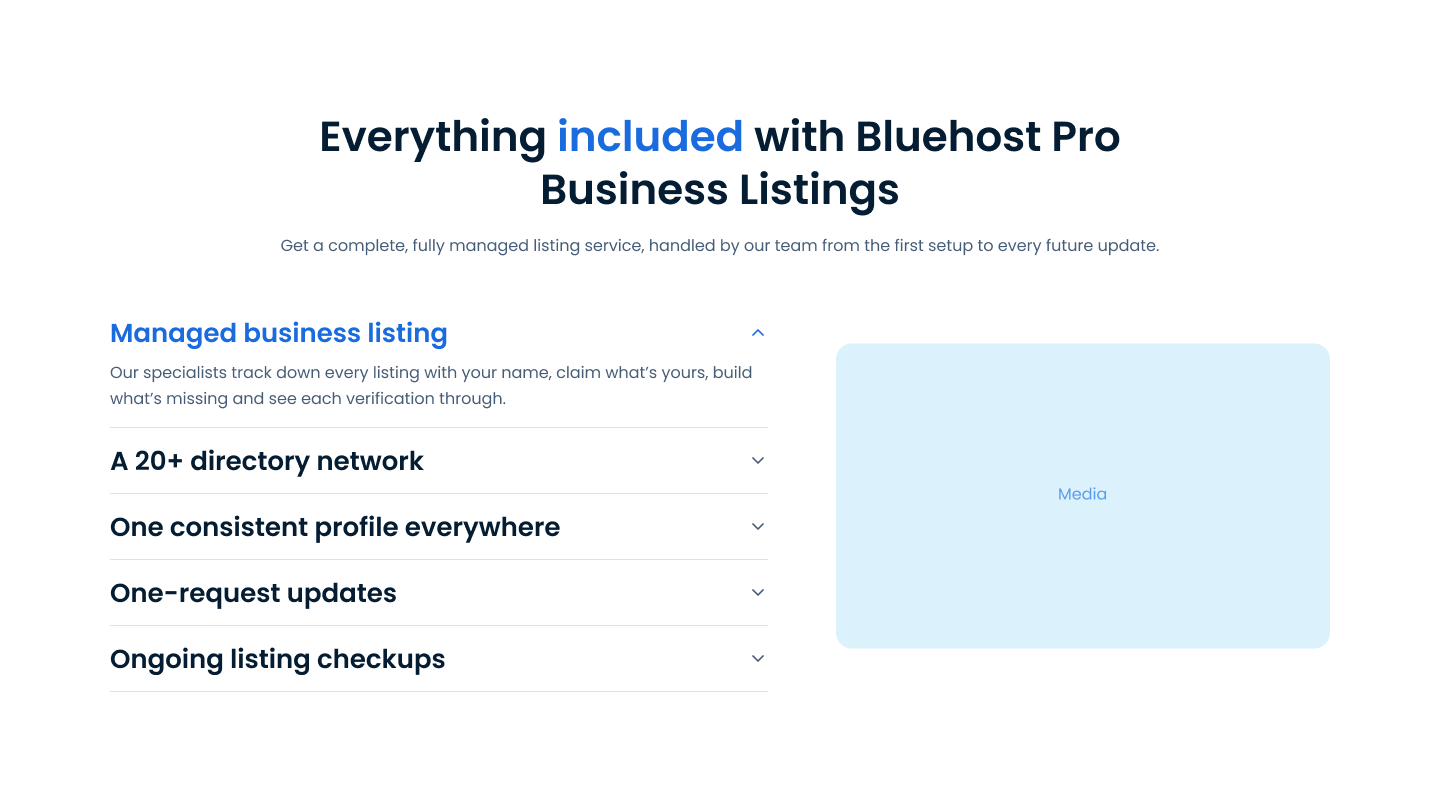 Everything included with Bluehost Pro
Business Listings
Get a complete, fully managed listing service, handled by our team from the first setup to every future update.
Managed business listing
Our specialists track down every listing with your name, claim what’s yours, build
what’s missing and see each verification through.
A 20+ directory network
One consistent profile everywhere
One-request updates
Ongoing listing checkups
Media